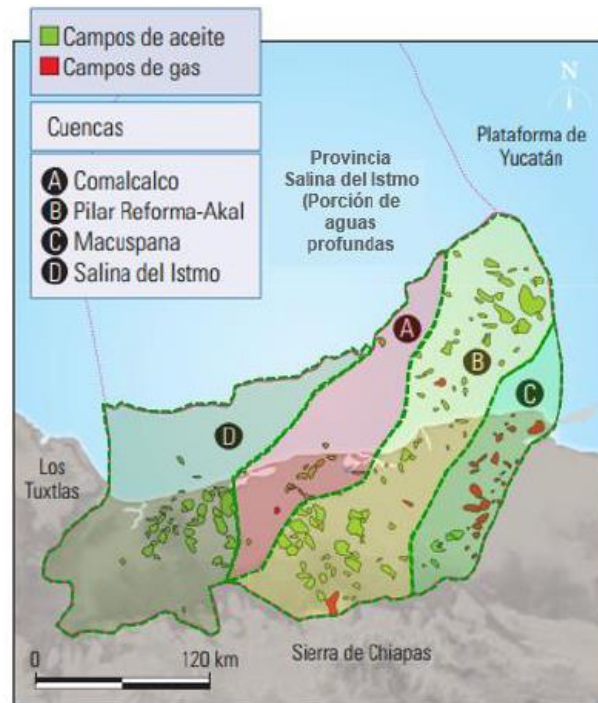 Campos de aceite
Campos de gas
Cuencas
A Comalcalco
B Pilar Reforma-Akal
C Macuspana
D Salina del Istmo
N
Plataforma de
Yucatán
Provincia
Salina del Istmo
(Porción de
aguas
profundas
A
B
C
D
Los
Tuxtlas
0 120 km
Sierra de Chiapas